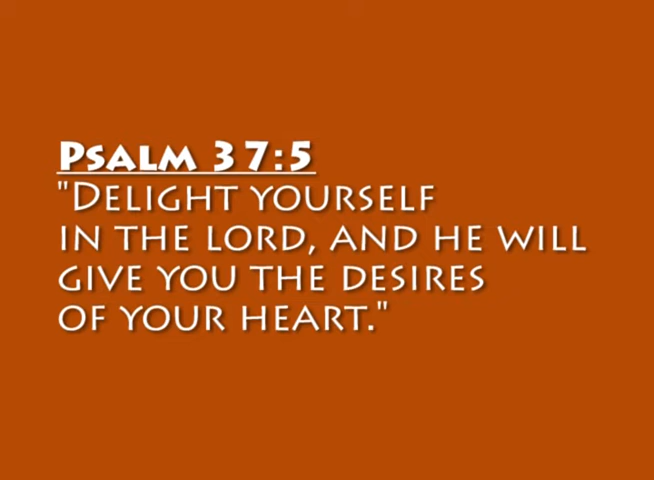 Psalm 37:5
"Delight yourself
in the Lord, and he will
give you the desires
of your heart."